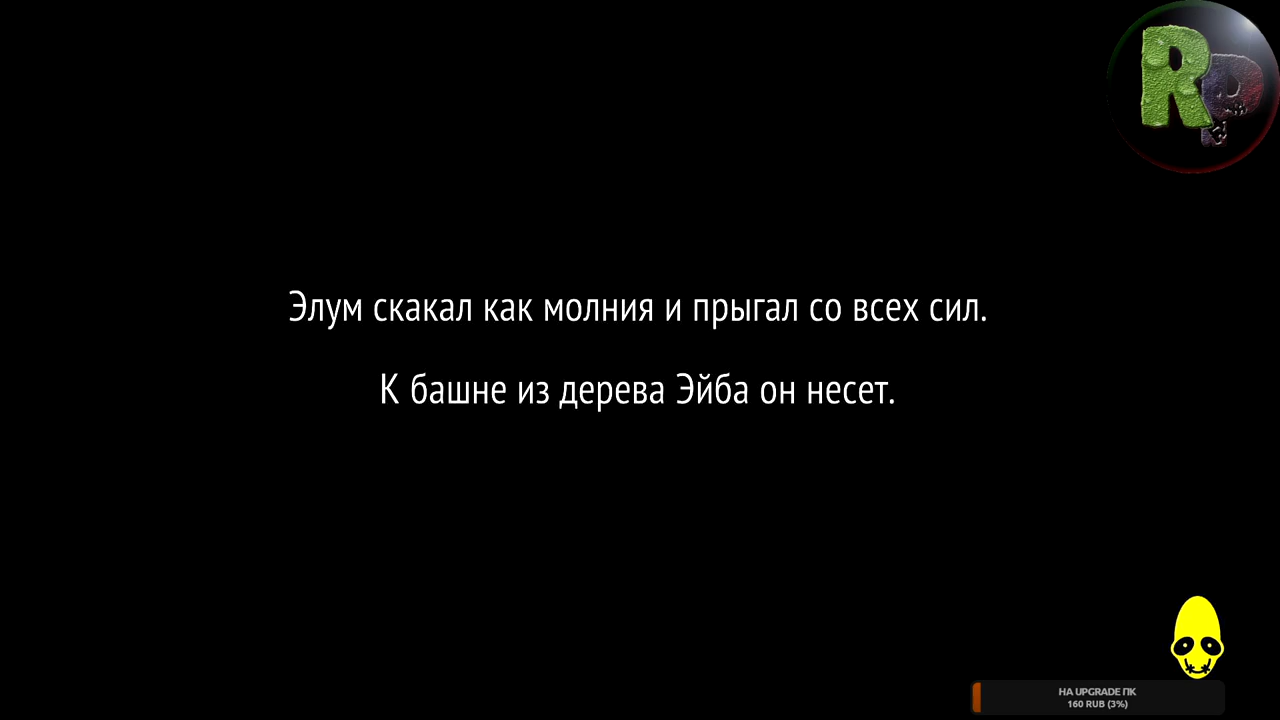 RP
Элум скакал как молния и прыгал со всех сил.
К башне из дерева Эйба он несет.
НА UPGRADE ПК
160 RUB (3%)